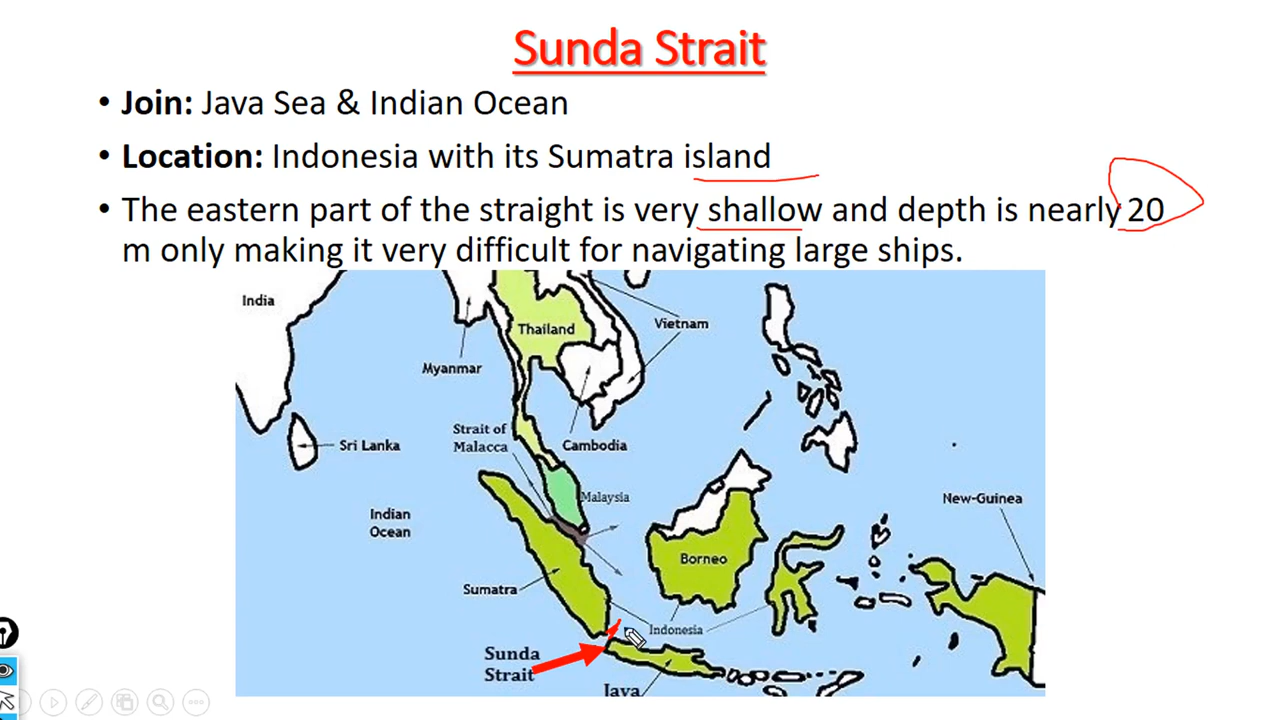 Sunda Strait
• Join: Java Sea & Indian Ocean
• Location: Indonesia with its Sumatra island
• The eastern part of the straight is very shallow and depth is nearly 20
m only making it very difficult for navigating large ships.
India
Thailand
Vietnam
Myanmar
Strait of
Malacca
Cambodia
Sri Lanka
Malaysia
New-Guinea
Indian
Ocean
Borneo
Sumatra
Indonesia
Sunda
Strait
Java